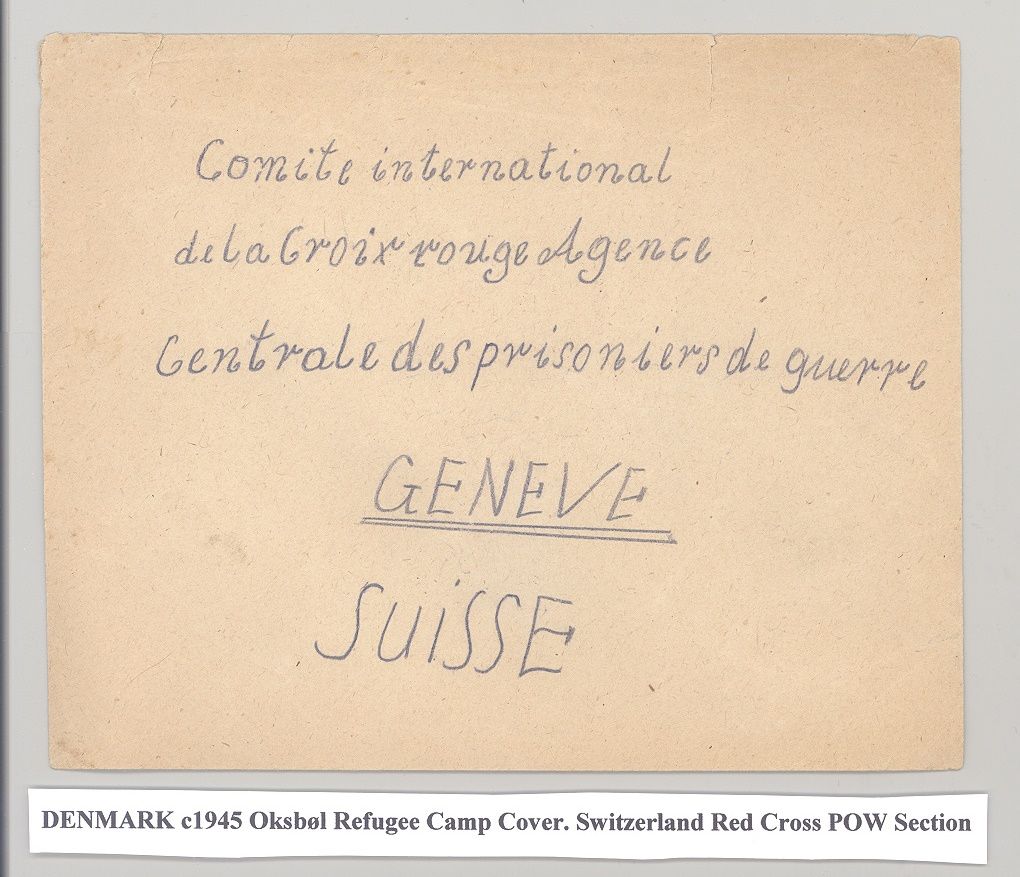 Comite international
de la Croix rouge Agence
Centrale des prisoniers de guerre
GENEVE
SUiSSE
DENMARK c1945 Oksbøl Refugee Camp Cover. Switzerland Red Cross POW Section